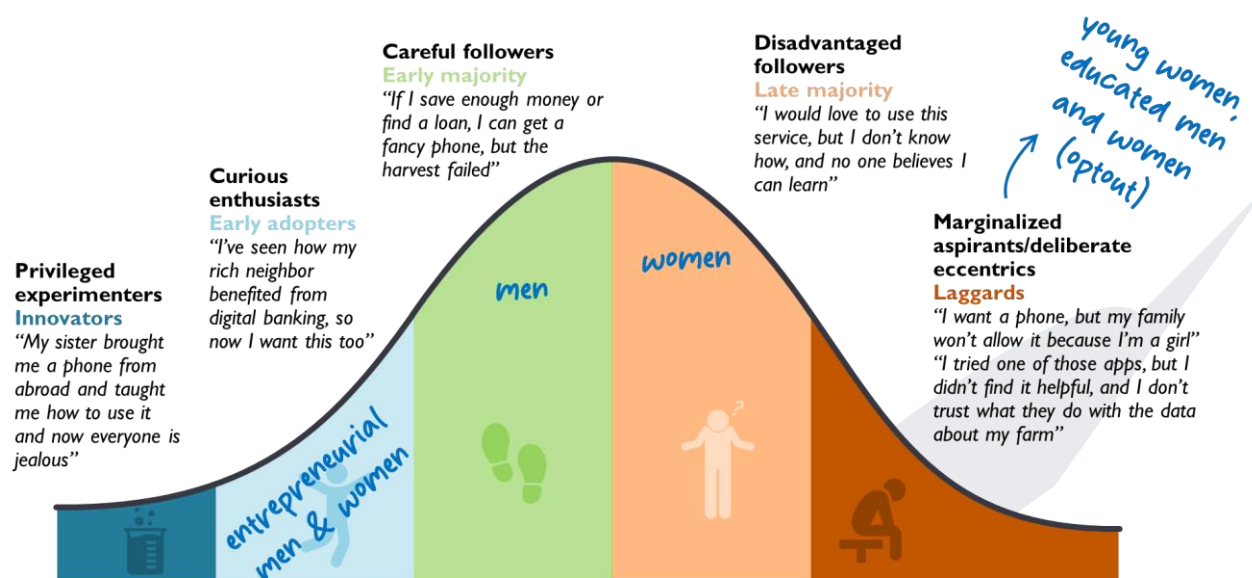 Privileged
experimenters
Innovators
“My sister brought
me a phone from
abroad and taught
me how to use it
and now everyone is
jealous”
Curious
enthusiasts
Early adopters
“I’ve seen how my
rich neighbor
benefited from
digital banking, so
now I want this too”
entrepreneurial
men & women
Careful followers
Early majority
“If I save enough money or
find a loan, I can get a
fancy phone, but the
harvest failed”
men
Disadvantaged
followers
Late majority
“I would love to use this
service, but I don’t know
how, and no one believes I
can learn”
women
?
young women,
educated men
and women
(optout)
Marginalized
aspirants/deliberate
eccentrics
Laggards
“I want a phone, but my family
won’t allow it because I’m a girl”
“I tried one of those apps, but I
didn’t find it helpful, and I don’t
trust what they do with the data
about my farm”